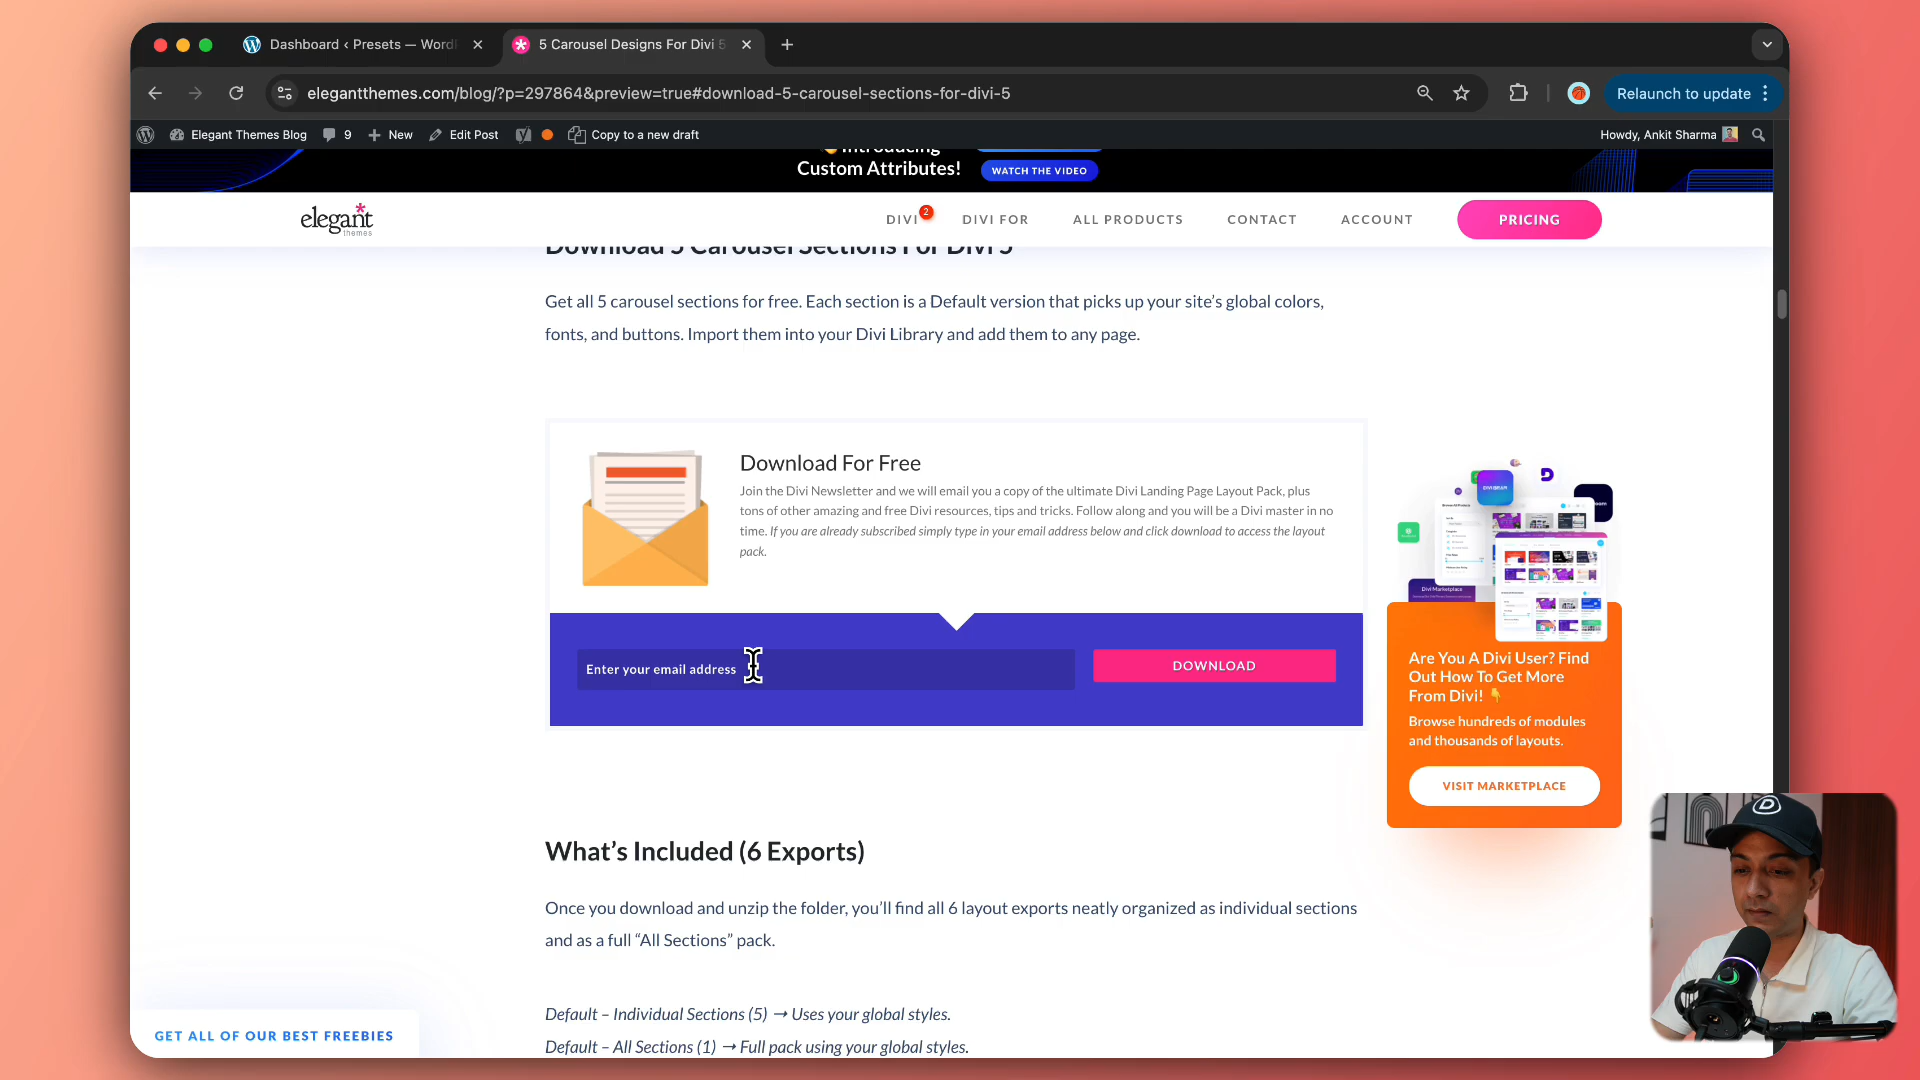 Dashboard ‹ Presets — Word
5 Carousel Designs For Divi 5
elegantthemes.com/blog/?p=297864&preview=true#download-5-carousel-sections-for-divi-5
Relaunch to update
Elegant Themes Blog
9
New
Edit Post
Copy to a new draft
Howdy, Ankit Sharma
Introducing
Custom Attributes!
WATCH THE VIDEO
elegant
themes
DIVI
2
DIVI FOR
ALL PRODUCTS
CONTACT
ACCOUNT
PRICING
Download 5 Carousel Sections For Divi 5
Get all 5 carousel sections for free. Each section is a Default version that picks up your site’s global colors,
fonts, and buttons. Import them into your Divi Library and add them to any page.
Download For Free
Join the Divi Newsletter and we will email you a copy of the ultimate Divi Landing Page Layout Pack, plus
tons of other amazing and free Divi resources, tips and tricks. Follow along and you will be a Divi master in no
time. If you are already subscribed simply type in your email address below and click download to access the layout
pack.
Enter your email address
DOWNLOAD
Are You A Divi User? Find
Out How To Get More
From Divi! 👇
Browse hundreds of modules
and thousands of layouts.
VISIT MARKETPLACE
What’s Included (6 Exports)
Once you download and unzip the folder, you’ll find all 6 layout exports neatly organized as individual sections
and as a full “All Sections” pack.
Default – Individual Sections (5) → Uses your global styles.
Default – All Sections (1) → Full pack using your global styles.
GET ALL OF OUR BEST FREEBIES